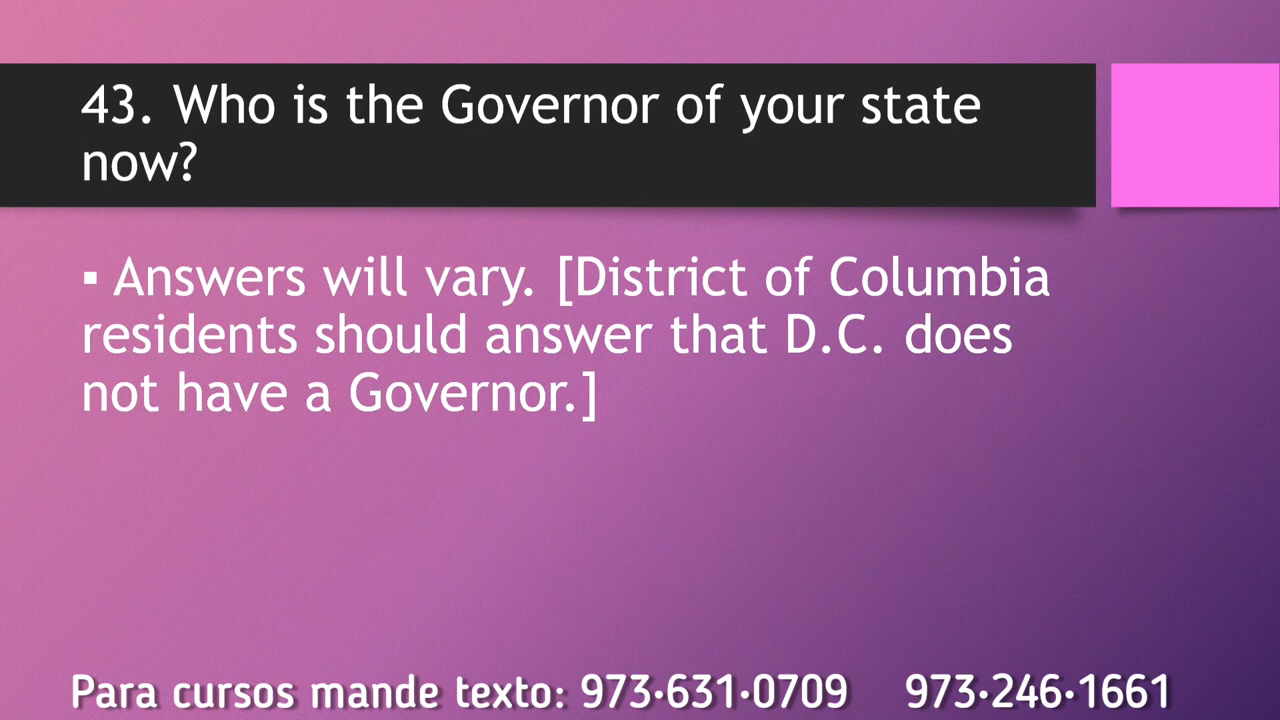 43. Who is the Governor of your state
now?
▪ Answers will vary. [District of Columbia
residents should answer that D.C. does
not have a Governor.]
Para cursos mande texto: 973·631·0709 973·246·1661